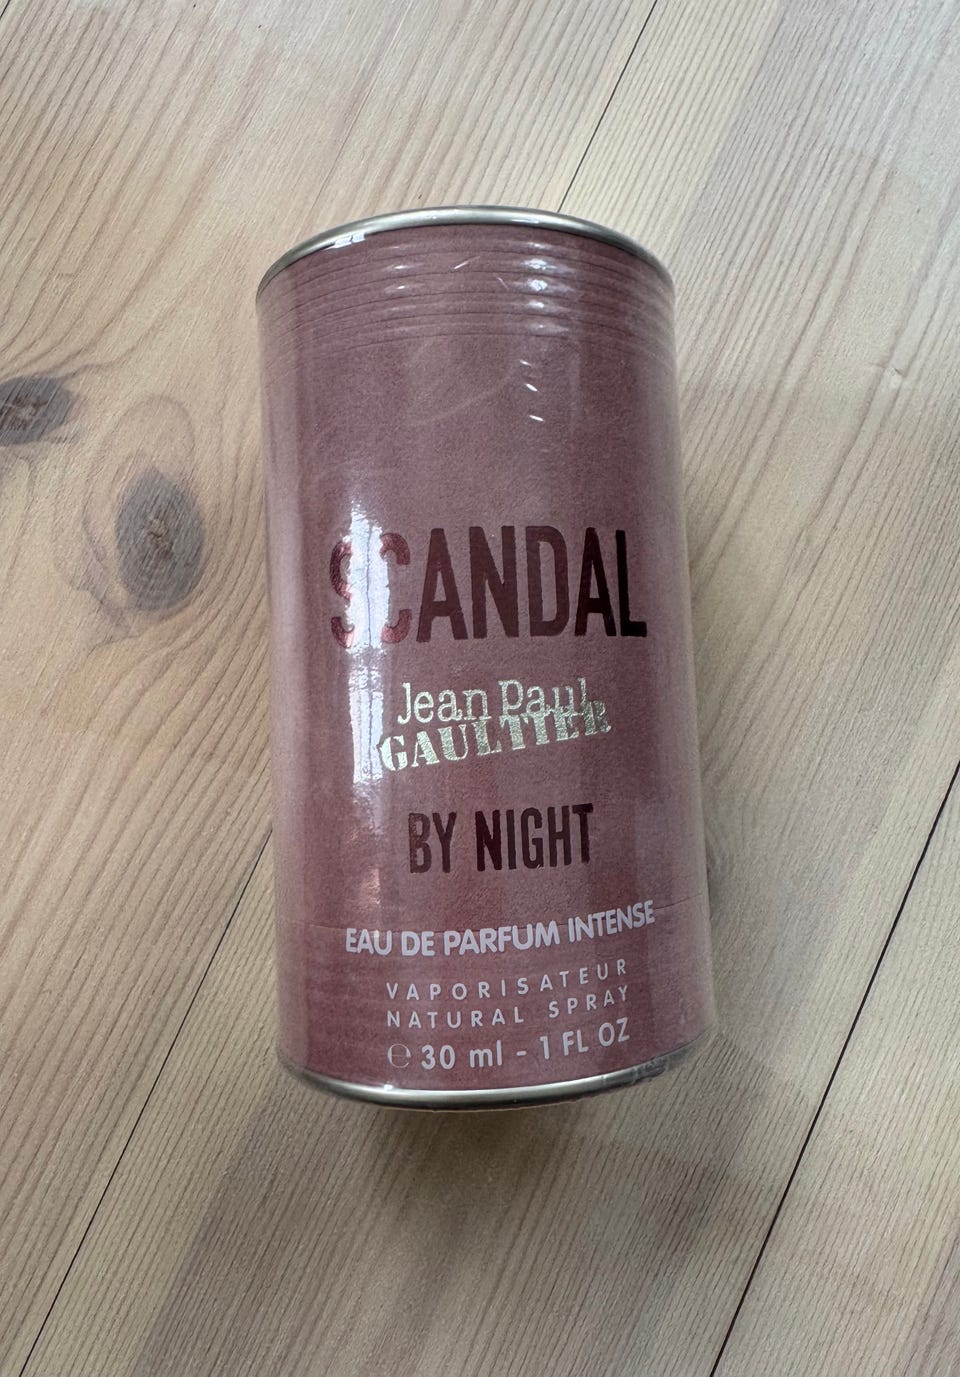 SCANDAL
Jean Paul
GAULTIER
BY NIGHT
EAU DE PARFUM INTENSE
VAPORISATEUR
NATURAL SPRAY
℮ 30 ml - 1 FL OZ